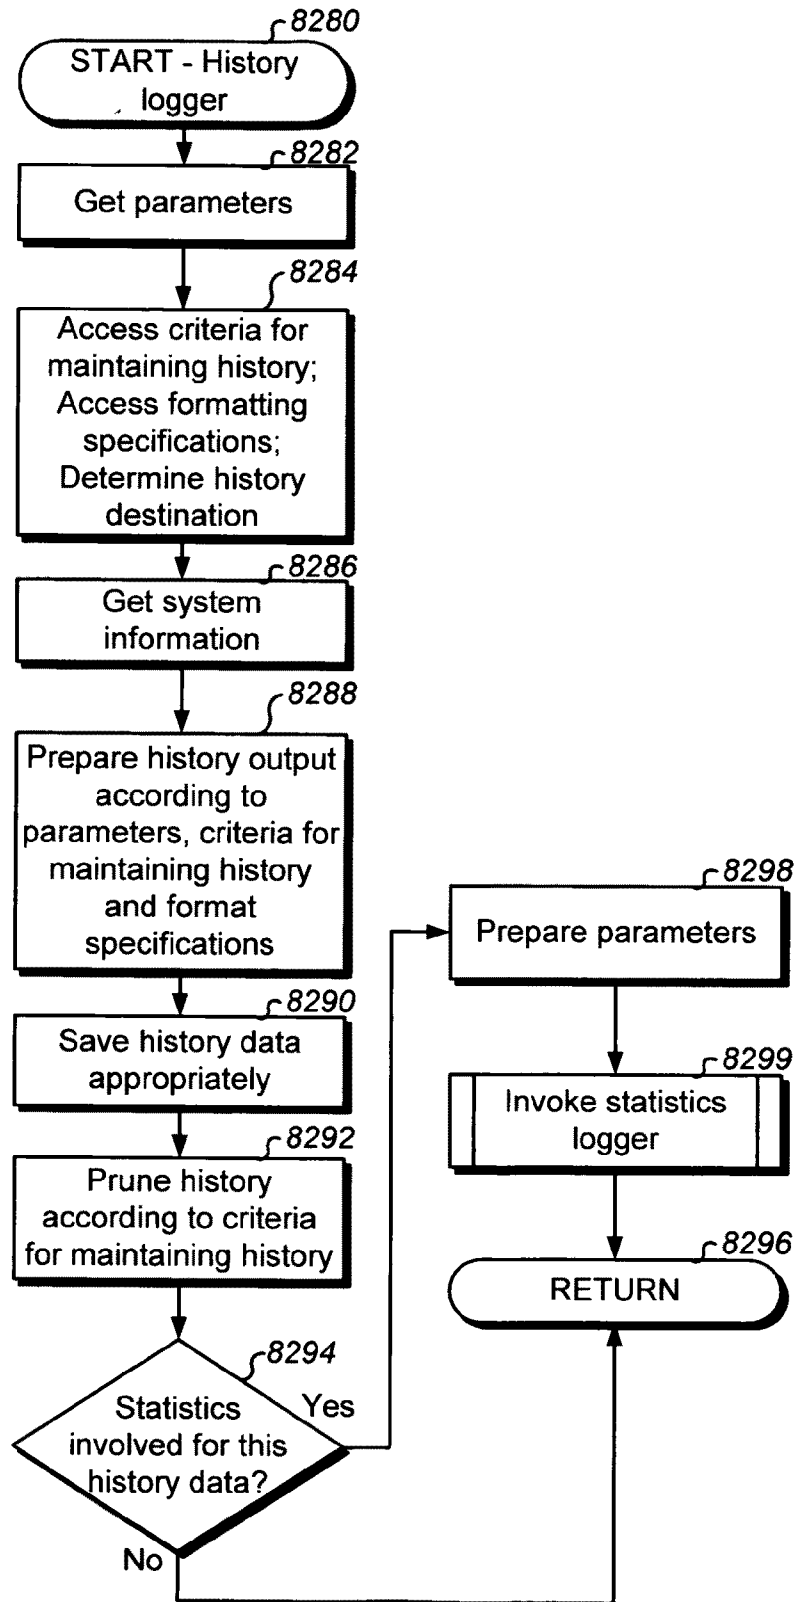 8280
START - History
logger
8282
Get parameters
8284
Access criteria for
maintaining history;
Access formatting
specifications;
Determine history
destination
8286
Get system
information
8288
Prepare history output
according to
parameters, criteria for
maintaining history
and format
specifications
8290
Save history data
appropriately
8292
Prune history
according to criteria
for maintaining history
8294
Statistics
involved for this
history data?
Yes
No
8298
Prepare parameters
8299
Invoke statistics
logger
8296
RETURN